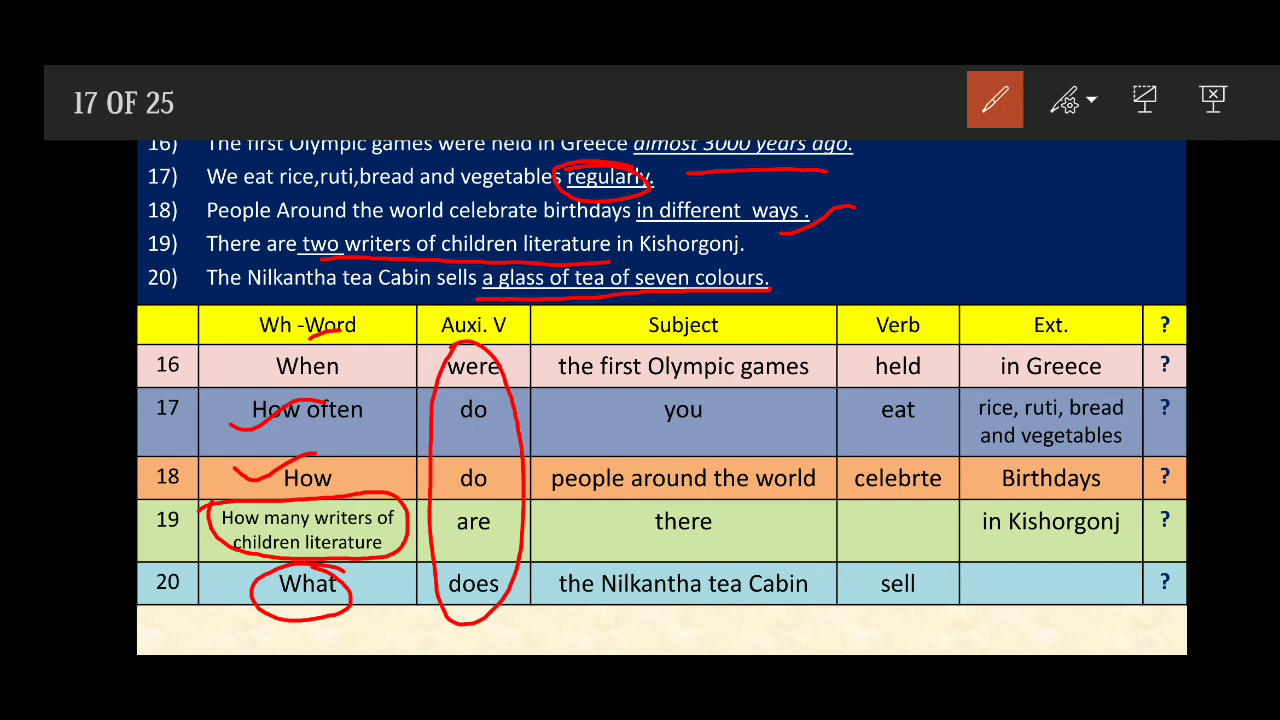 17 OF 25
16) The first Olympic games were held in Greece almost 3000 years ago.
17) We eat rice,ruti,bread and vegetables regularly.
18) People Around the world celebrate birthdays in different ways .
19) There are two writers of children literature in Kishorgonj.
20) The Nilkantha tea Cabin sells a glass of tea of seven colours.
Wh -Word Auxi. V Subject Verb Ext. ?
16 When were the first Olympic games held in Greece ?
17 How often do you eat rice, ruti, bread ?
and vegetables
18 How do people around the world celebrte Birthdays ?
19 How many writers of are there in Kishorgonj ?
children literature
20 What does the Nilkantha tea Cabin sell ?